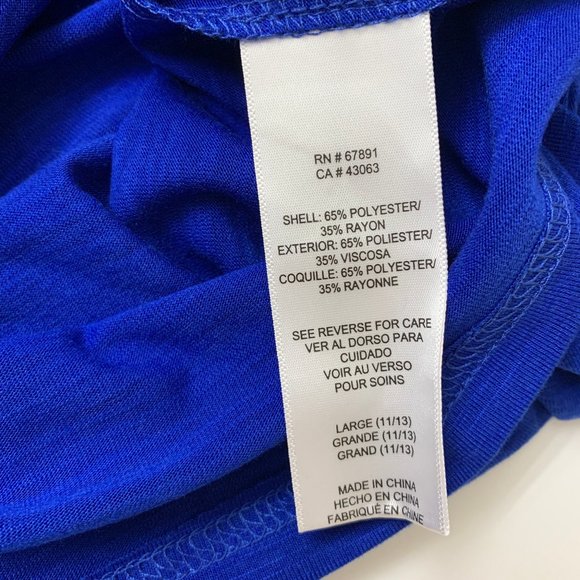 RN # 67891
CA # 43063
SHELL: 65% POLYESTER/
35% RAYON
EXTERIOR: 65% POLIESTER/
35% VISCOSA
COQUILLE: 65% POLYESTER/
35% RAYONNE
SEE REVERSE FOR CARE
VER AL DORSO PARA
CUIDADO
VOIR AU VERSO
POUR SOINS
LARGE (11/13)
GRANDE (11/13)
GRAND (11/13)
MADE IN CHINA
HECHO EN CHINA
FABRIQUÉ EN CHINE